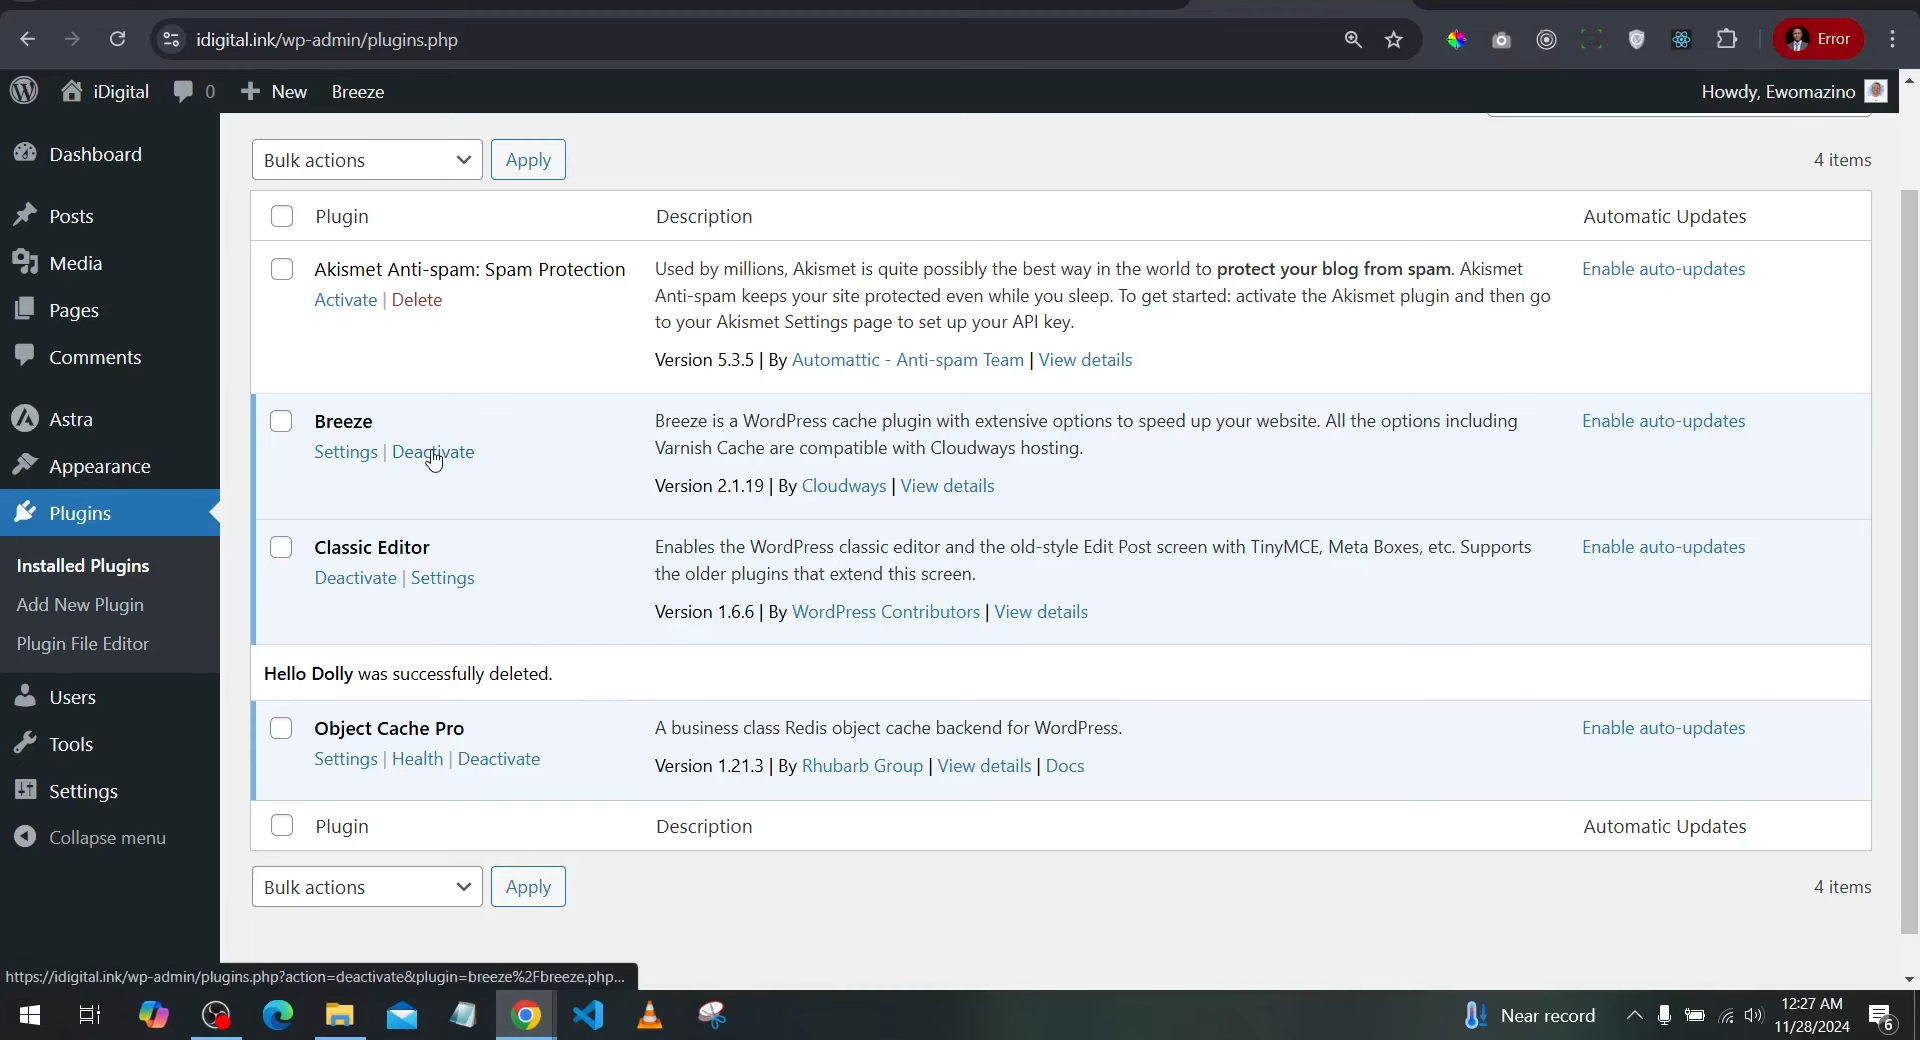 idigital.ink/wp-admin/plugins.php
Error
iDigital
0
New
Breeze
Howdy, Ewomazino
Dashboard
Posts
Media
Pages
Comments
Astra
Appearance
Plugins
Installed Plugins
Add New Plugin
Plugin File Editor
Users
Tools
Settings
Collapse menu
Bulk actions
Apply
4 items
Plugin
Description
Automatic Updates
Akismet Anti-spam: Spam Protection
Activate | Delete
Used by millions, Akismet is quite possibly the best way in the world to protect your blog from spam. Akismet
Anti-spam keeps your site protected even while you sleep. To get started: activate the Akismet plugin and then go
to your Akismet Settings page to set up your API key.
Version 5.3.5 | By Automattic - Anti-spam Team | View details
Enable auto-updates
Breeze
Settings | Deactivate
Breeze is a WordPress cache plugin with extensive options to speed up your website. All the options including
Varnish Cache are compatible with Cloudways hosting.
Version 2.1.19 | By Cloudways | View details
Enable auto-updates
Classic Editor
Deactivate | Settings
Enables the WordPress classic editor and the old-style Edit Post screen with TinyMCE, Meta Boxes, etc. Supports
the older plugins that extend this screen.
Version 1.6.6 | By WordPress Contributors | View details
Enable auto-updates
Hello Dolly was successfully deleted.
Object Cache Pro
Settings | Health | Deactivate
A business class Redis object cache backend for WordPress.
Version 1.21.3 | By Rhubarb Group | View details | Docs
Enable auto-updates
Plugin
Description
Automatic Updates
Bulk actions
Apply
4 items
https://idigital.ink/wp-admin/plugins.php?action=deactivate&plugin=breeze%2Fbreeze.php...
Near record
12:27 AM
11/28/2024
6